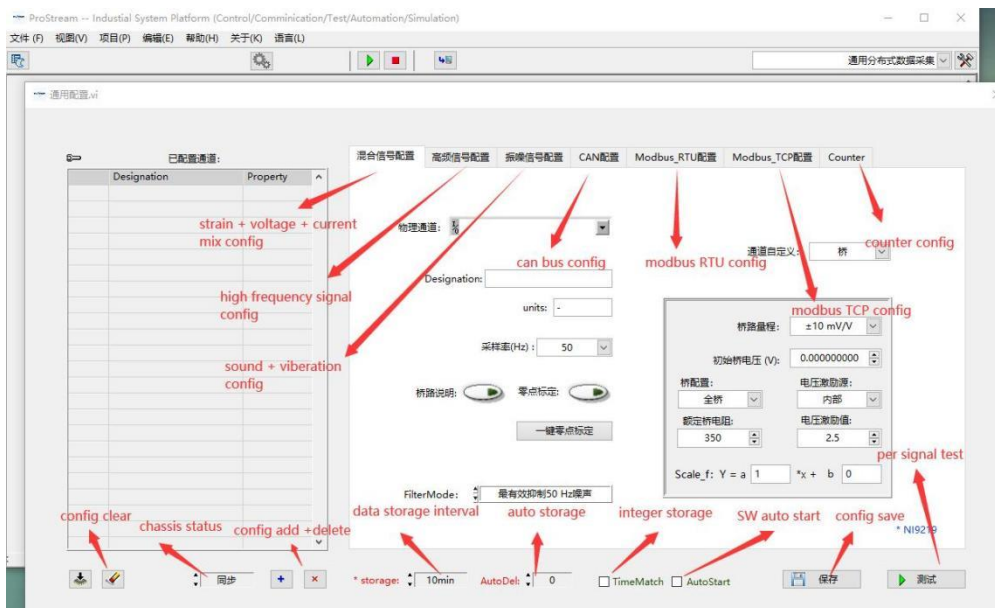 ProStream -- Industial System Platform (Control/Comminication/Test/Automation/Simulation)
文件 (F) 视图(V) 项目(P) 编辑(E) 帮助(H) 关于(K) 语言(L)
通用分布式数据采集
通用配置.vi
已配置通道:
混合信号配置 高频信号配置 振噪信号配置 CAN配置 Modbus_RTU配置 Modbus_TCP配置 Counter
Designation Property
strain + voltage + current
mix config
物理通道:
can bus config
modbus RTU config
通道自定义: 桥
counter config
Designation:
high frequency signal
config
units: -
modbus TCP config
桥路量程: ±10 mV/V
采样率(Hz) : 50
初始桥电压 (V): 0.000000000
sound + viberation
config
桥路说明: 零点标定:
桥配置: 电压激励源:
全桥 内部
额定桥电阻: 电压激励值:
350 2.5
一键零点标定
per signal test
Scale_f: Y = a 1 *x + b 0
FilterMode: 最有效抑制50 Hz噪声
config clear
chassis status
config add +delete
data storage interval
auto storage
integer storage
SW auto start
config save
* NI9219
同步
* storage: 10min AutoDel: 0 TimeMatch AutoStart 保存 测试